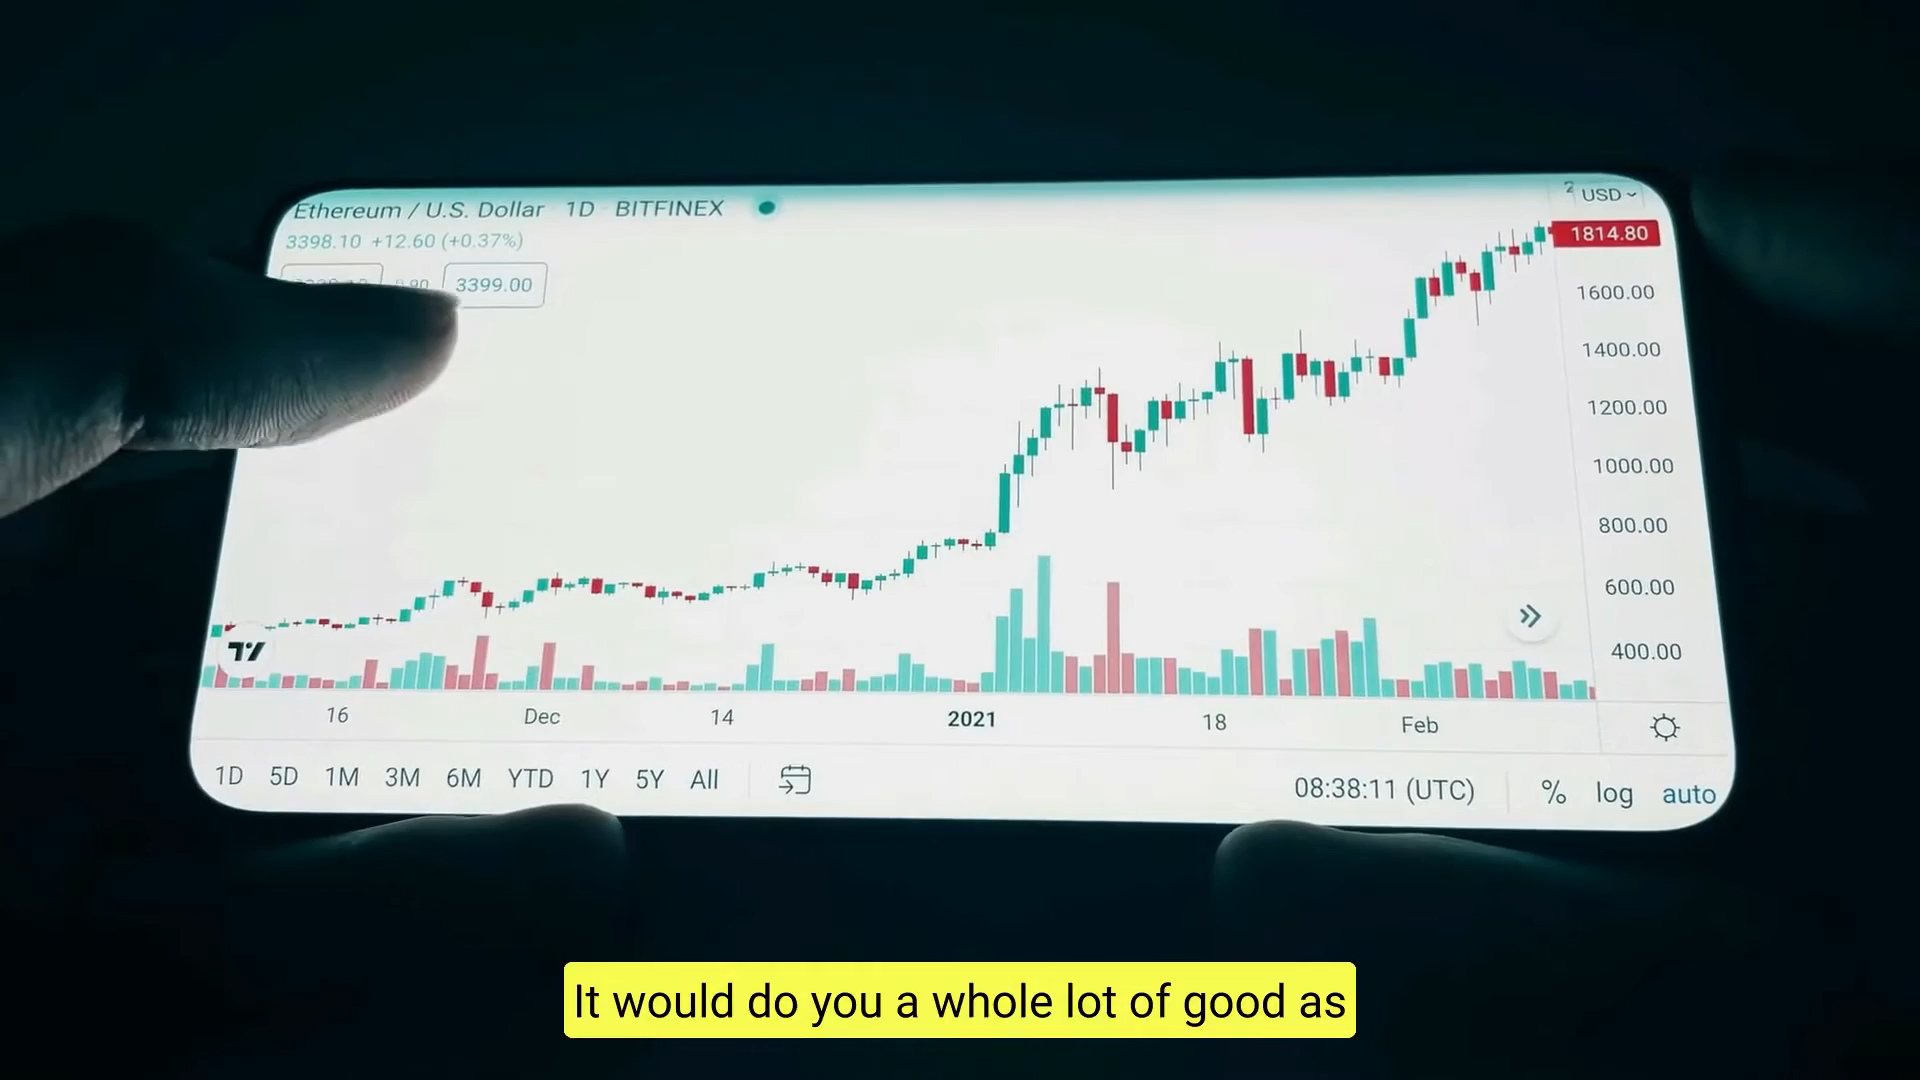 Ethereum / U.S. Dollar 1D BITFINEX
USD
3398.10 +12.60 (+0.37%)
3399.00
1814.80
1600.00
1400.00
1200.00
1000.00
800.00
600.00
400.00
16 Dec 14 2021 18 Feb
1D 5D 1M 3M 6M YTD 1Y 5Y All
08:38:11 (UTC) % log auto
It would do you a whole lot of good as